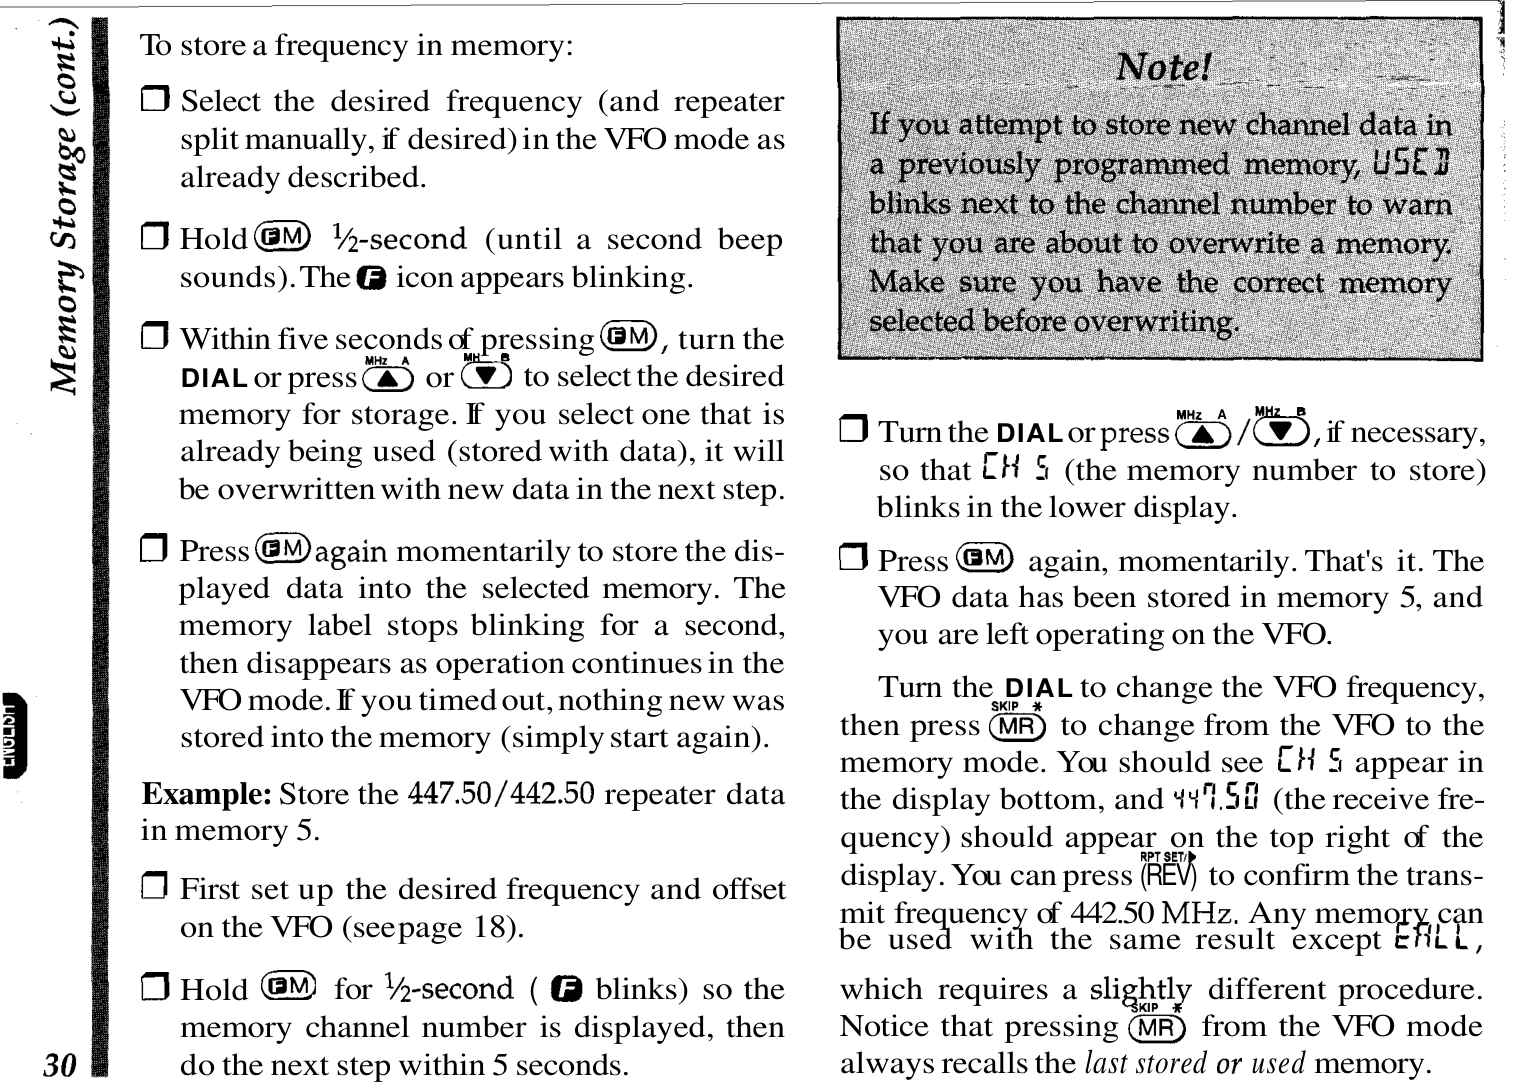 Memory Storage (cont.)
To store a frequency in memory:
❒ Select the desired frequency (and repeater
split manually, if desired) in the VFO mode as
already described.
❒ Hold FM ½-second (until a second beep
sounds). The F icon appears blinking.
❒ Within five seconds of pressing FM, turn the
MHz A MHz B
DIAL or press ▲ or ▼ to select the desired
memory for storage. If you select one that is
already being used (stored with data), it will
be overwritten with new data in the next step.
❒ Press FM again momentarily to store the dis-
played data into the selected memory. The
memory label stops blinking for a second,
then disappears as operation continues in the
VFO mode. If you timed out, nothing new was
stored into the memory (simply start again).
Example: Store the 447.50/442.50 repeater data
in memory 5.
❒ First set up the desired frequency and offset
on the VFO (see page 18).
❒ Hold FM for ½-second ( F blinks) so the
memory channel number is displayed, then
do the next step within 5 seconds.
Note!
If you attempt to store new channel data in
a previously programmed memory, USED
blinks next to the channel number to warn
that you are about to overwrite a memory.
Make sure you have the correct memory
selected before overwriting.
MHz A MHz B
❒ Turn the DIAL or press ▲/▼, if necessary,
so that CH 5 (the memory number to store)
blinks in the lower display.
❒ Press FM again, momentarily. That's it. The
VFO data has been stored in memory 5, and
you are left operating on the VFO.
Turn the DIAL to change the VFO frequency,
SKIP *
then press MR to change from the VFO to the
memory mode. You should see CH 5 appear in
the display bottom, and 447.50 (the receive fre-
quency) should appear on the top right of the
RPT SET/▶
display. You can press REV to confirm the trans-
mit frequency of 442.50 MHz. Any memory can
be used with the same result except CALL,
which requires a slightly different procedure.
SKIP *
Notice that pressing MR from the VFO mode
always recalls the last stored or used memory.
ENGLISH
30